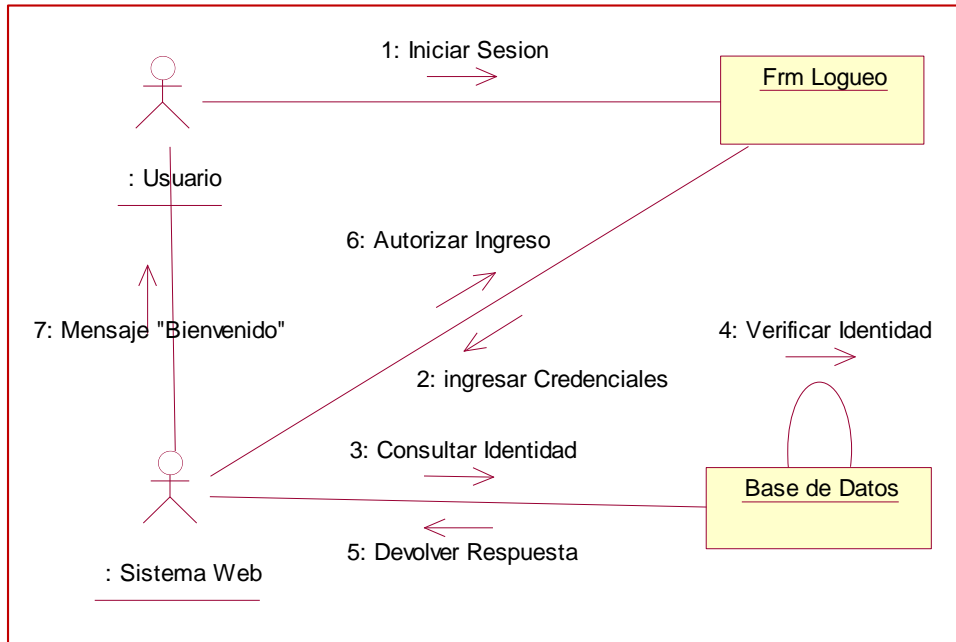 1: Iniciar Sesion
Frm Logueo
: Usuario
6: Autorizar Ingreso
7: Mensaje "Bienvenido"
4: Verificar Identidad
2: ingresar Credenciales
3: Consultar Identidad
Base de Datos
5: Devolver Respuesta
: Sistema Web